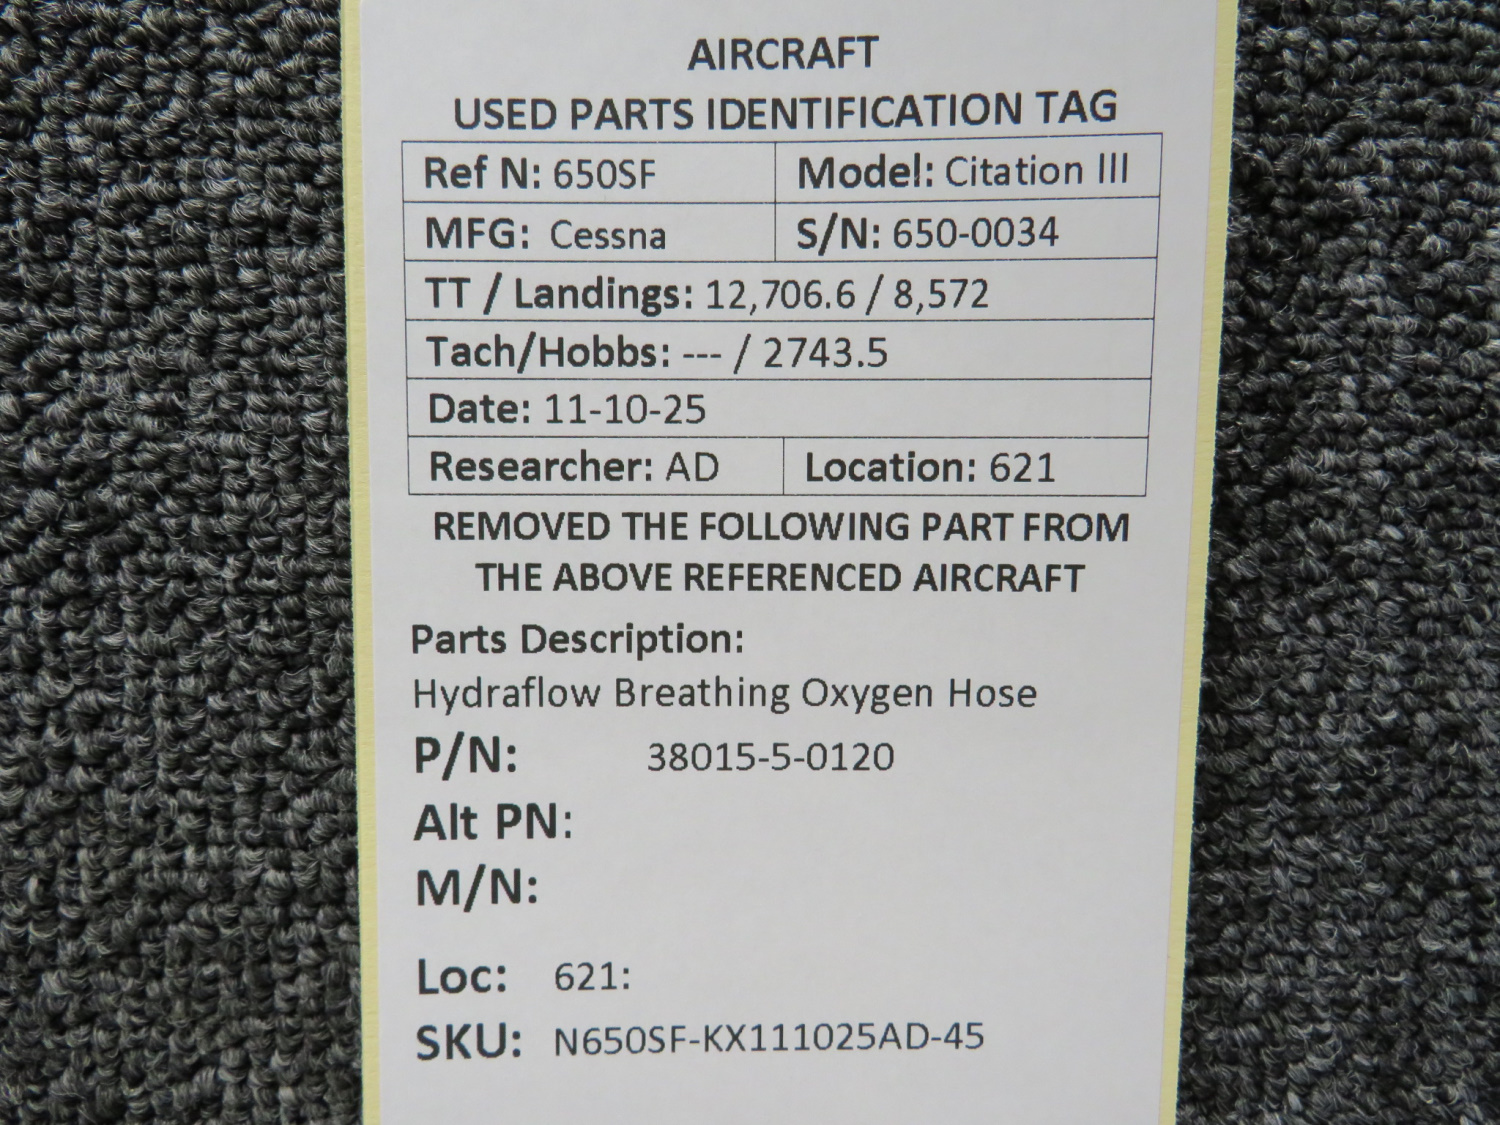 AIRCRAFT
USED PARTS IDENTIFICATION TAG
Ref N: 650SF Model: Citation III
MFG: Cessna S/N: 650-0034
TT / Landings: 12,706.6 / 8,572
Tach/Hobbs: --- / 2743.5
Date: 11-10-25
Researcher: AD Location: 621
REMOVED THE FOLLOWING PART FROM
THE ABOVE REFERENCED AIRCRAFT
Parts Description:
Hydraflow Breathing Oxygen Hose
P/N: 38015-5-0120
Alt PN:
M/N:
Loc: 621:
SKU: N650SF-KX111025AD-45